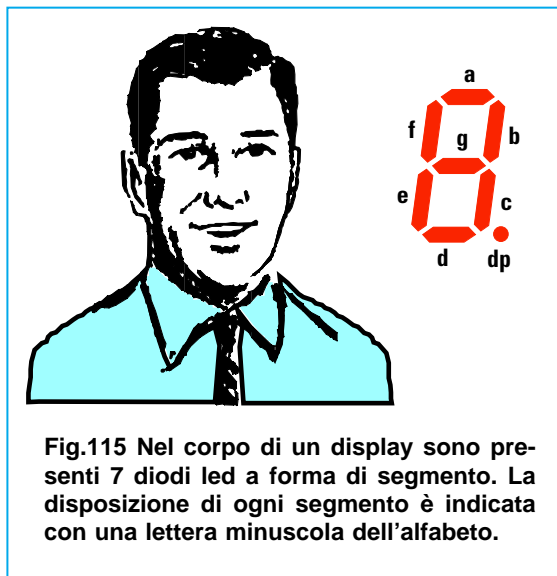 a
f
g
b
e
c
d
dp
Fig.115 Nel corpo di un display sono pre-
senti 7 diodi led a forma di segmento. La
disposizione di ogni segmento è indicata
con una lettera minuscola dell'alfabeto.